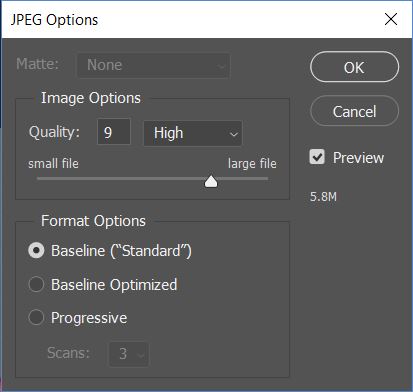 JPEG Options
Matte: None
OK
Image Options
Cancel
Quality: 9 High
Preview
small file large file
5.8M
Format Options
Baseline (“Standard”)
Baseline Optimized
Progressive
Scans: 3